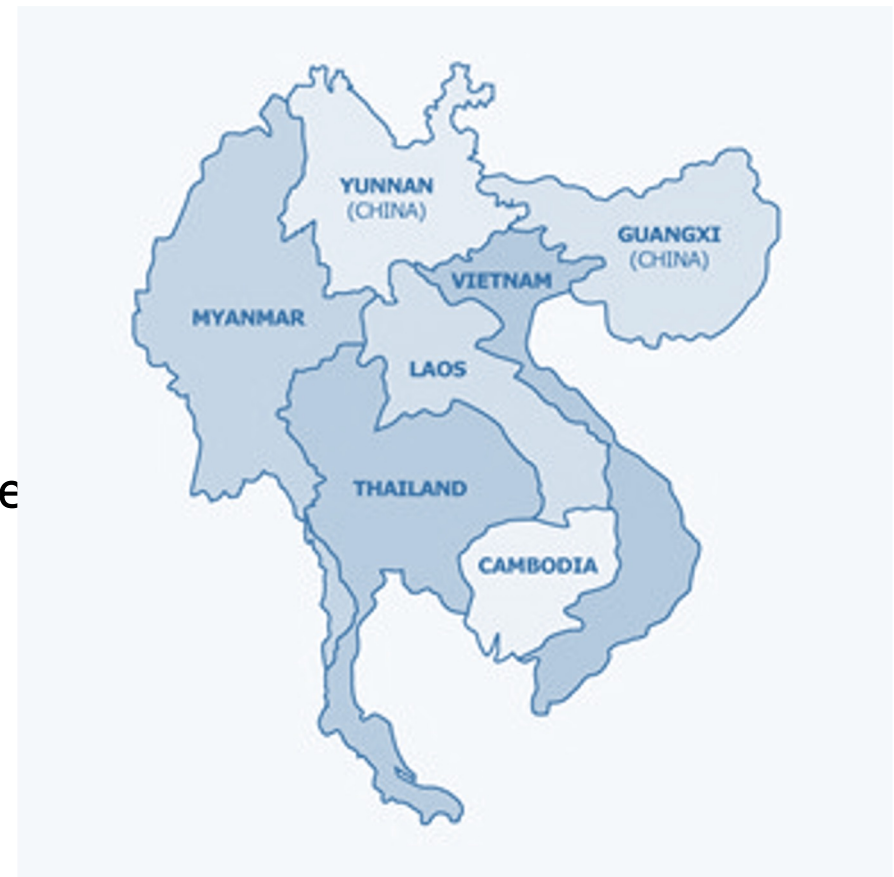 YUNNAN
(CHINA)
GUANGXI
(CHINA)
VIETNAM
MYANMAR
LAOS
THAILAND
e
CAMBODIA